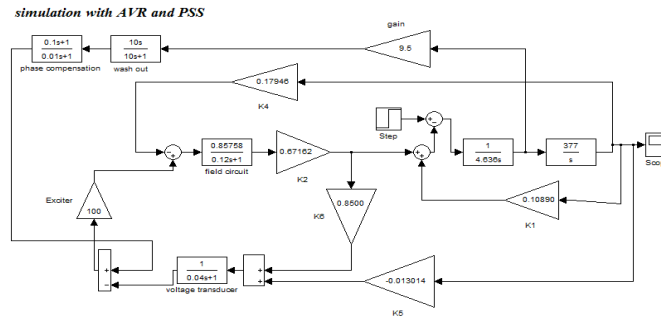 simulation with AVR and PSS
gain
0.1s+1
0.01s+1
phase compensation
10s
10s+1
wash out
9.5
0.17946
K4
Step
0.85758
0.12s+1
field circuit
0.67162
K2
1
4.636s
377
s
Scop
Exciter
100
0.8500
K6
0.10890
K1
1
0.04s+1
voltage transducer
-0.013014
K5